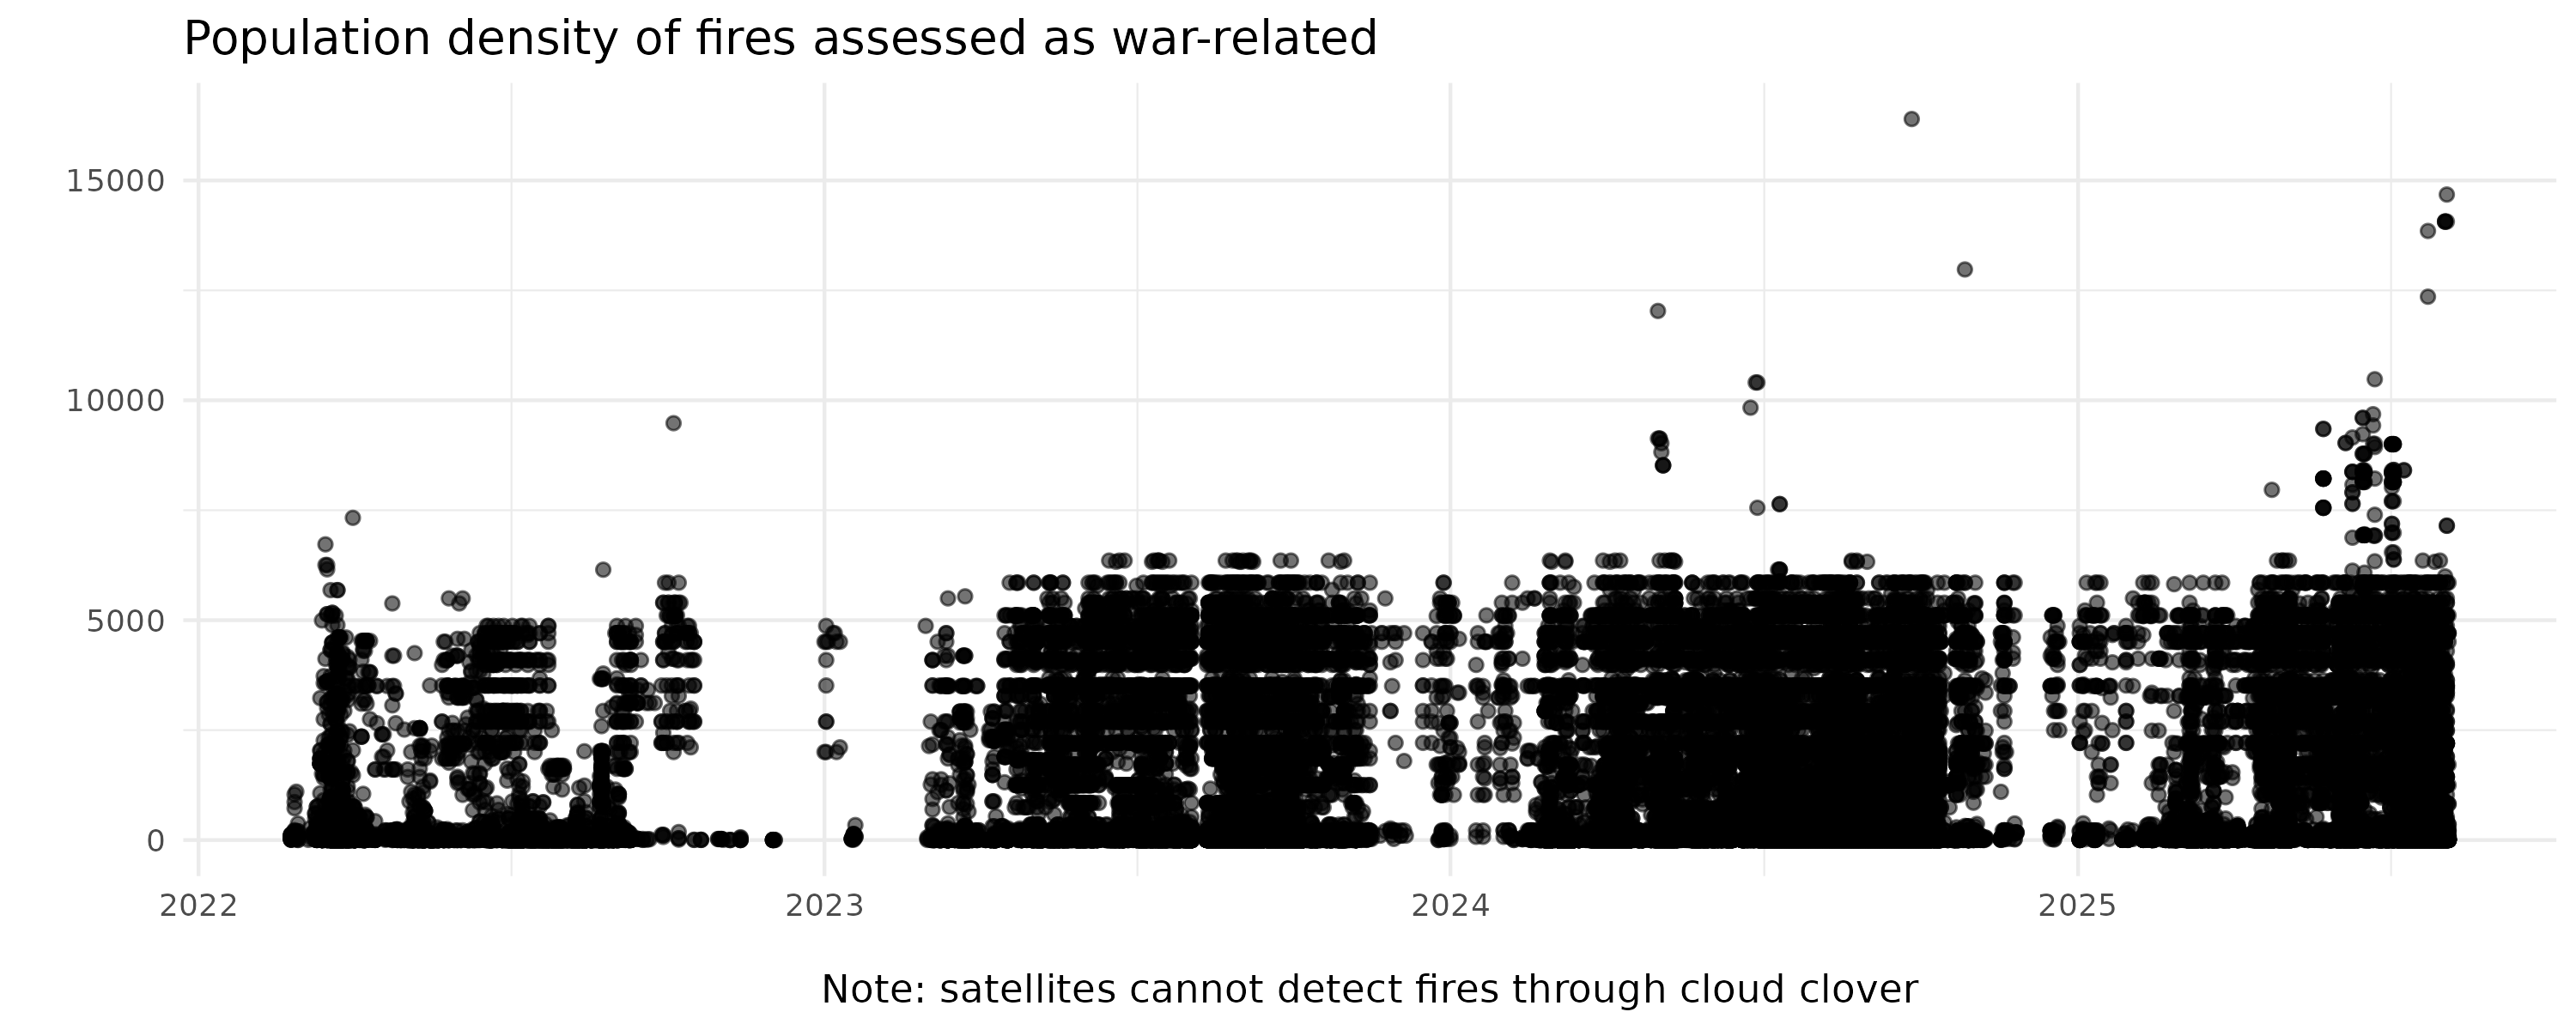 Population density of fires assessed as war-related
15000
10000
5000
0
2022 2023 2024 2025
Note: satellites cannot detect fires through cloud clover